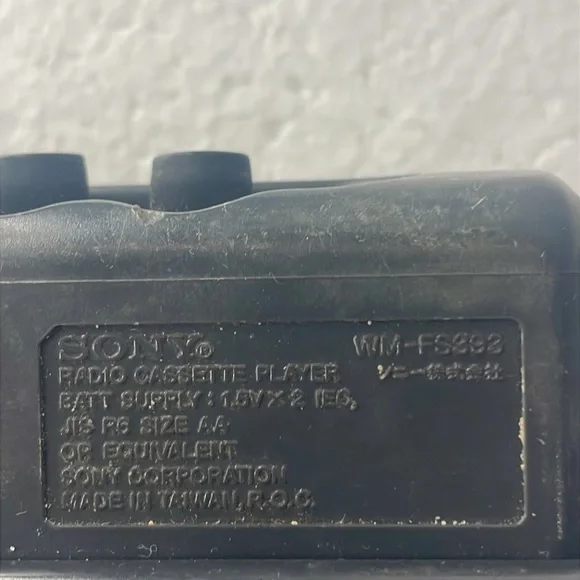 SONY® WM-FS393
RADIO CASSETTE PLAYER ソニー株式会社
BATT SUPPLY : 1.5V×2 IEC,
JIS R6 SIZE AA
OR EQUIVALENT
SONY CORPORATION
MADE IN TAIWAN, R.O.C.